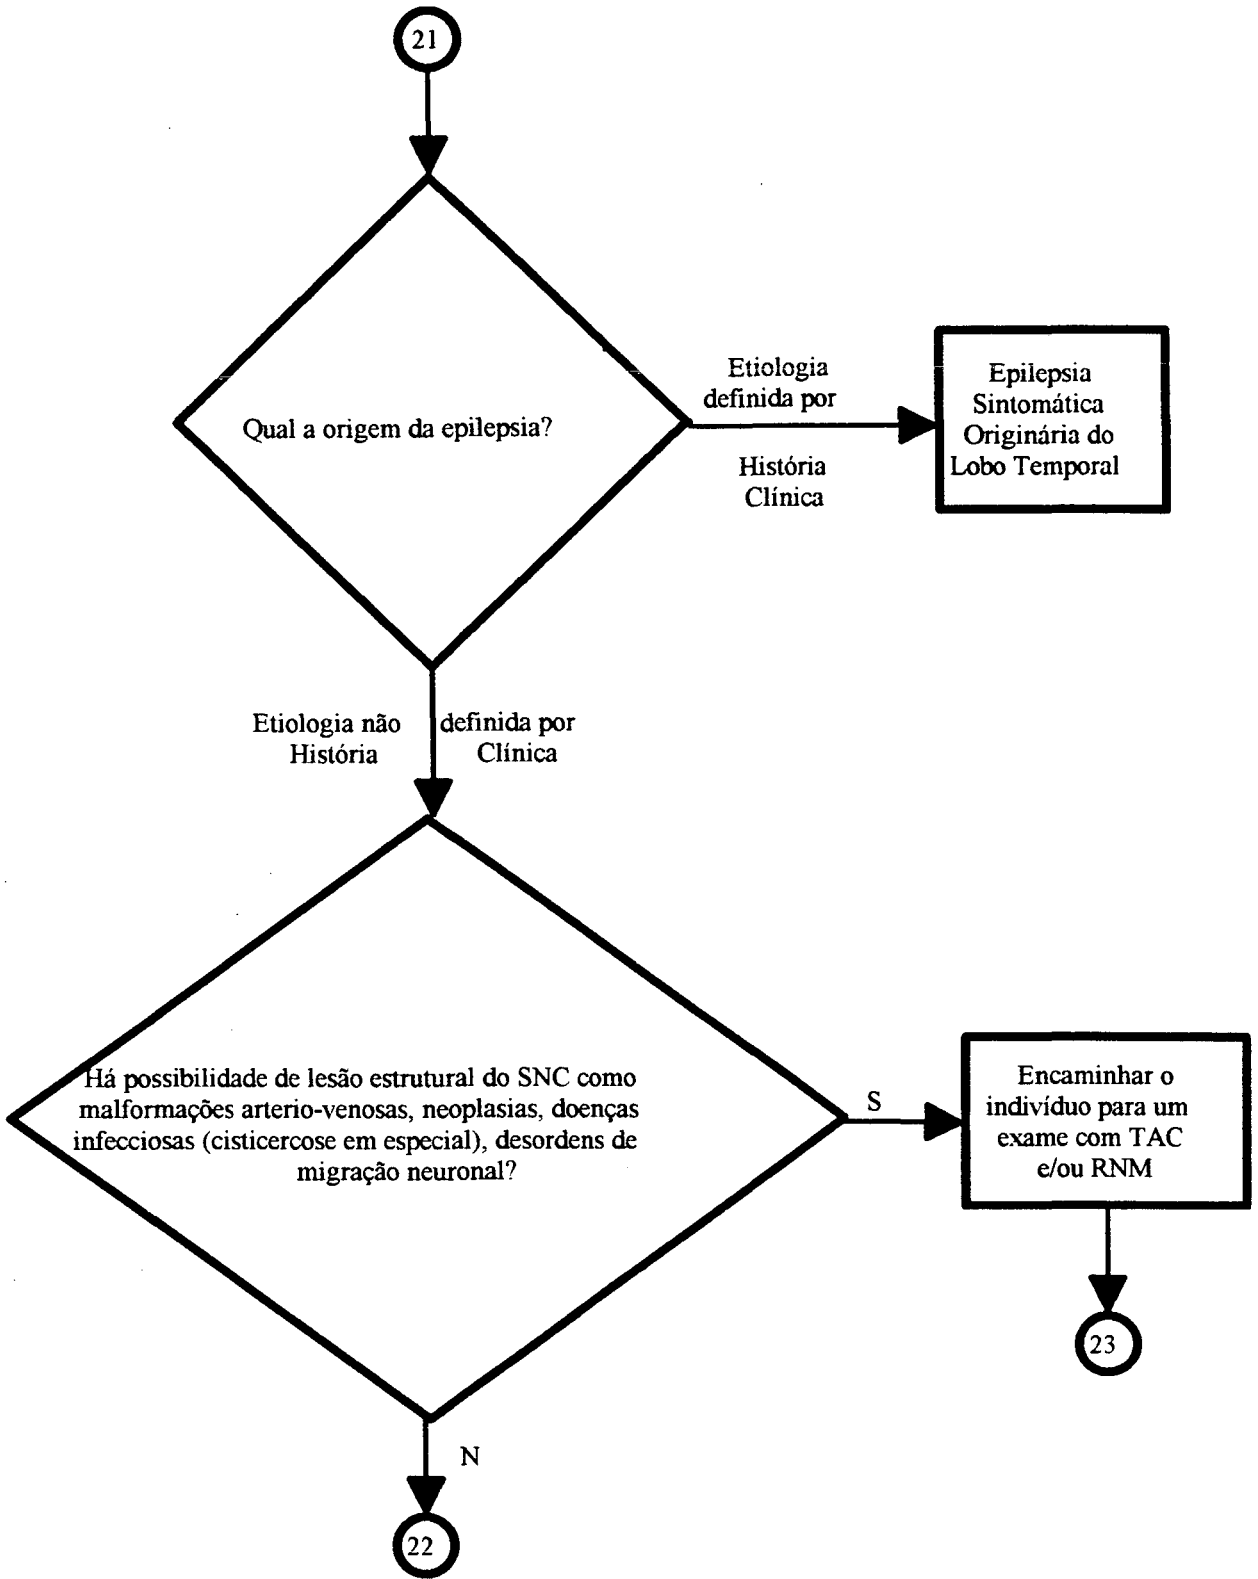 21
Qual a origem da epilepsia?
Etiologia
definida por
História
Clínica
Epilepsia
Sintomática
Originária do
Lobo Temporal
Etiologia não definida por
História Clínica
Há possibilidade de lesão estrutural do SNC como
malformações arterio-venosas, neoplasias, doenças
infecciosas (cisticercose em especial), desordens de
migração neuronal?
S
Encaminhar o
indivíduo para um
exame com TAC
e/ou RNM
23
N
22